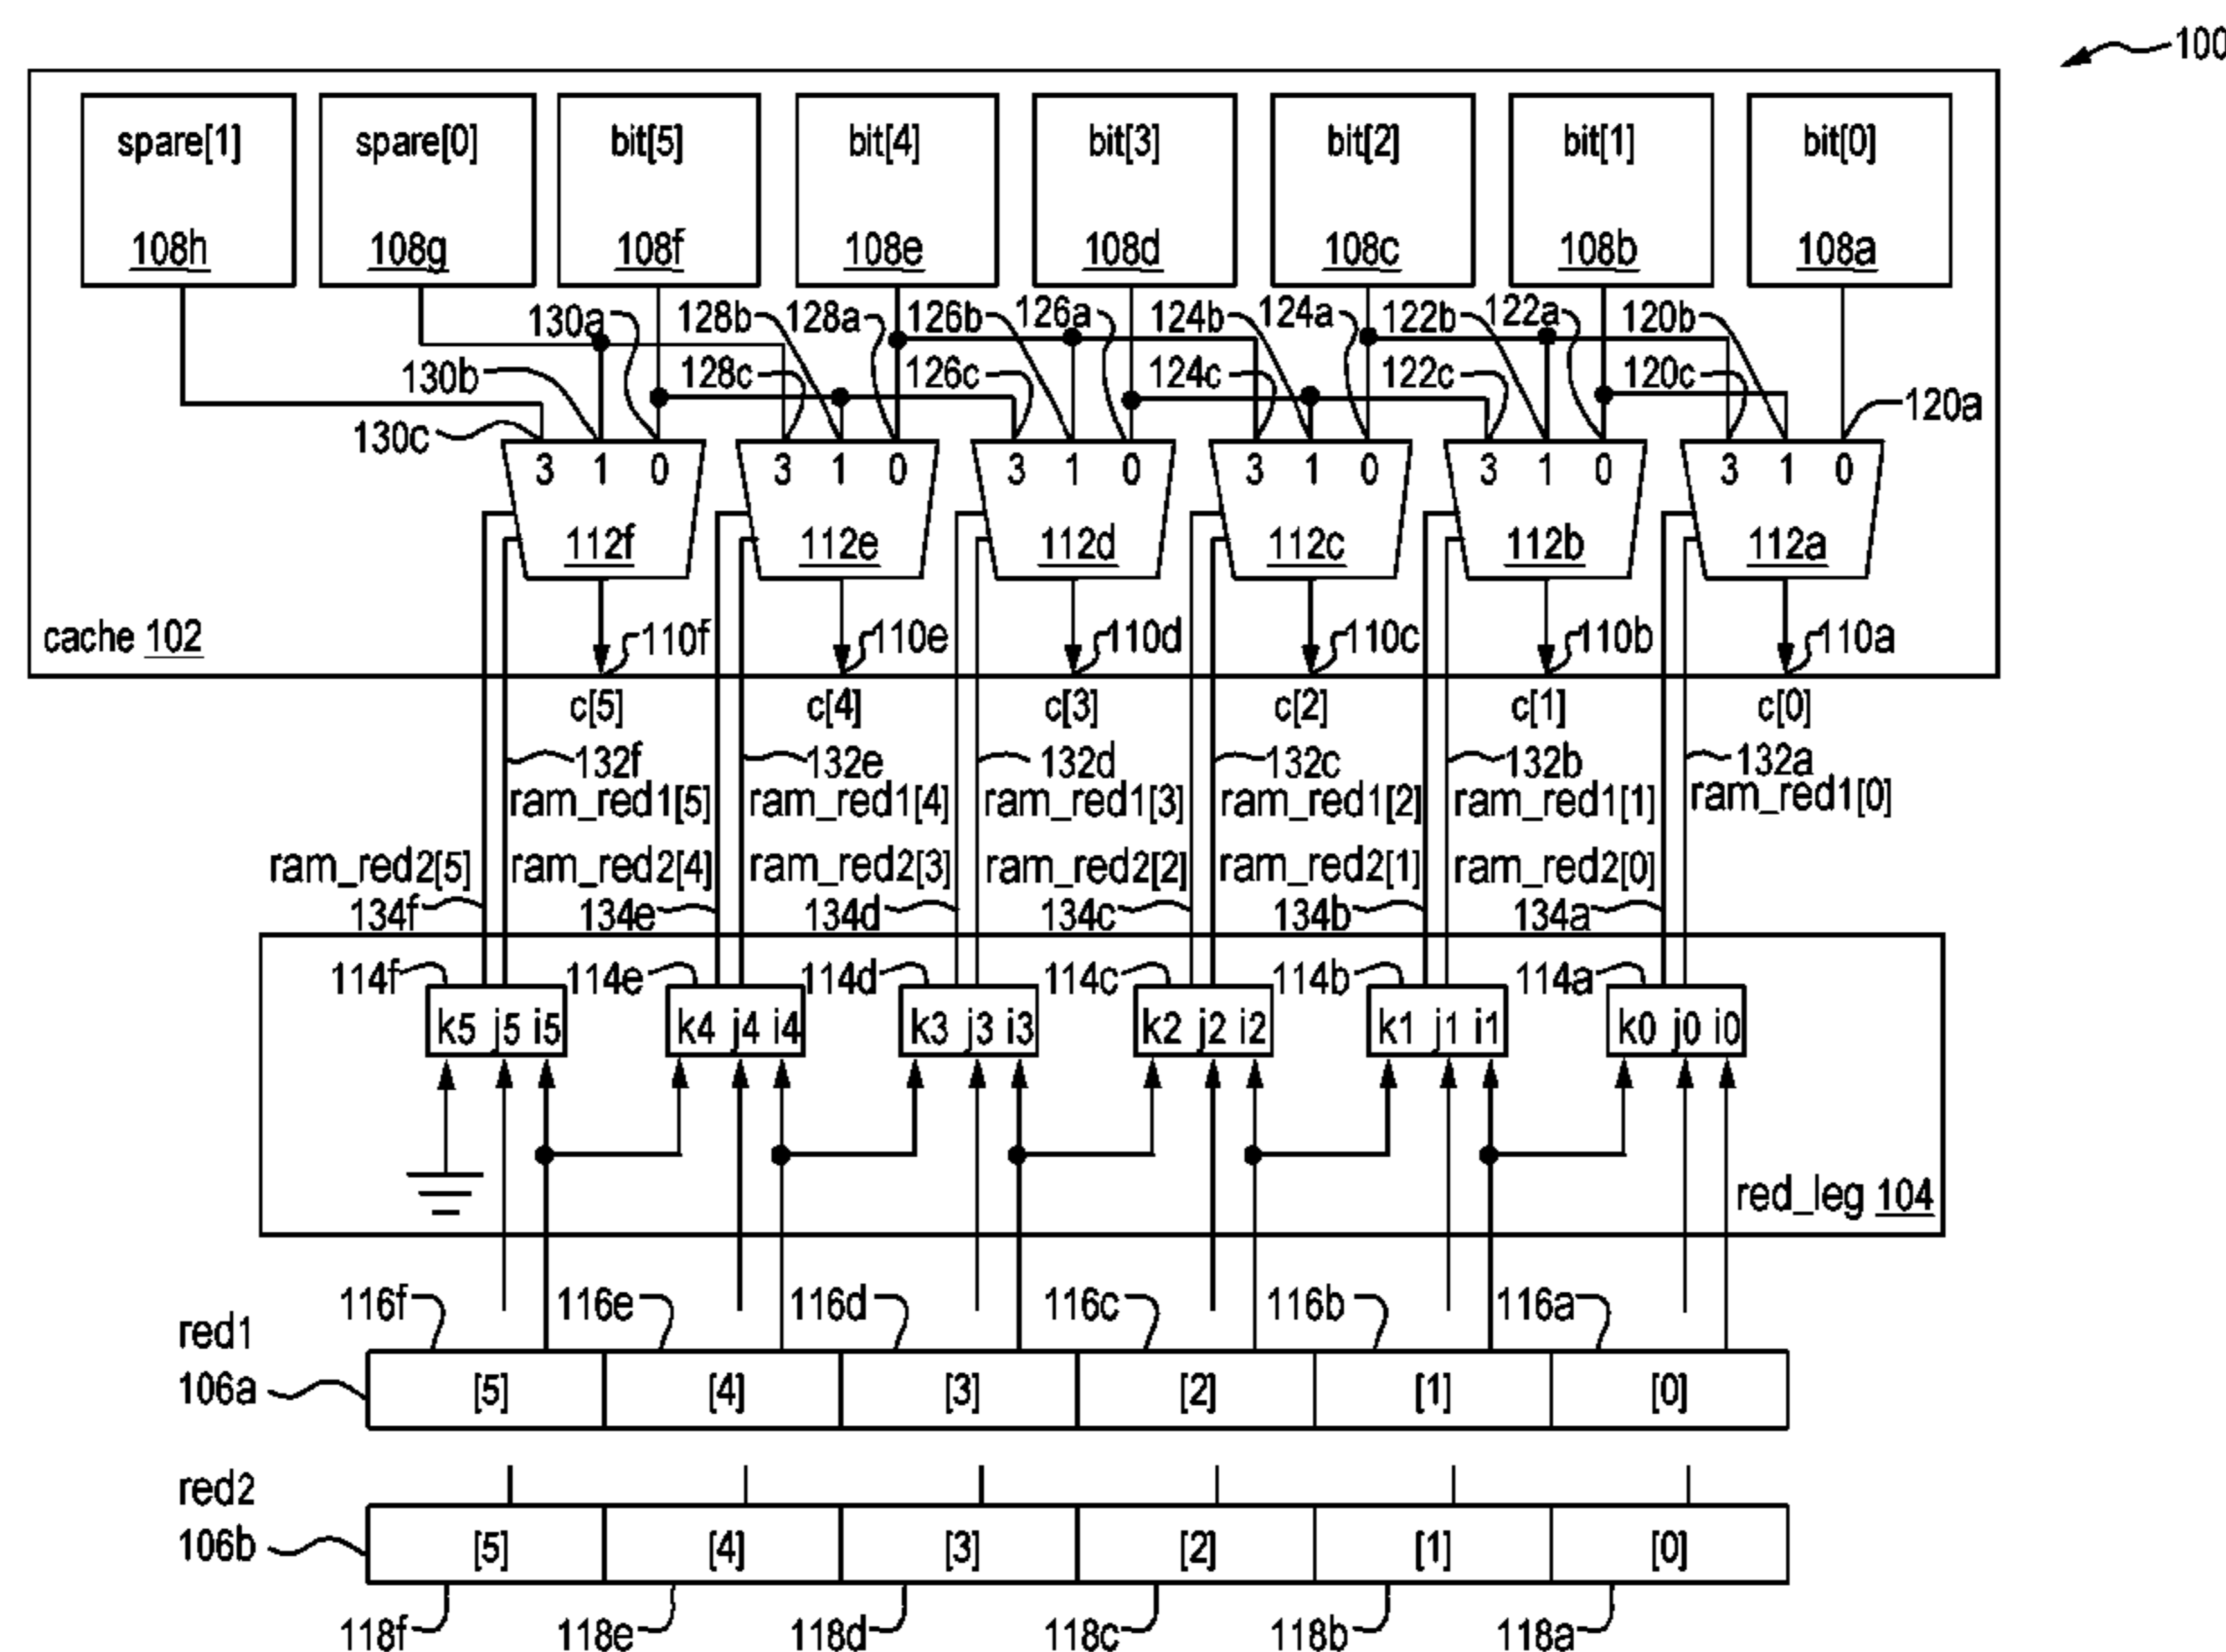 100
spare[1] spare[0] bit[5] bit[4] bit[3] bit[2] bit[1] bit[0]
108h 108g 108f 108e 108d 108c 108b 108a
130a 128b 128a 126b 126a 124b 124a 122b 122a 120b
130b 128c 126c 124c 122c 120c
130c 120a
3 1 0 3 1 0 3 1 0 3 1 0 3 1 0 3 1 0
112f 112e 112d 112c 112b 112a
cache 102 110f 110e 110d 110c 110b 110a
c[5] c[4] c[3] c[2] c[1] c[0]
132f 132e 132d 132c 132b 132a
ram_red1[5] ram_red1[4] ram_red1[3] ram_red1[2] ram_red1[1] ram_red1[0]
ram_red2[5] ram_red2[4] ram_red2[3] ram_red2[2] ram_red2[1] ram_red2[0]
134f 134e 134d 134c 134b 134a
114f 114e 114d 114c 114b 114a
k5 j5 i5 k4 j4 i4 k3 j3 i3 k2 j2 i2 k1 j1 i1 k0 j0 i0
red_leg 104
116f 116e 116d 116c 116b 116a
red1
106a [5] [4] [3] [2] [1] [0]
red2
106b [5] [4] [3] [2] [1] [0]
118f 118e 118d 118c 118b 118a